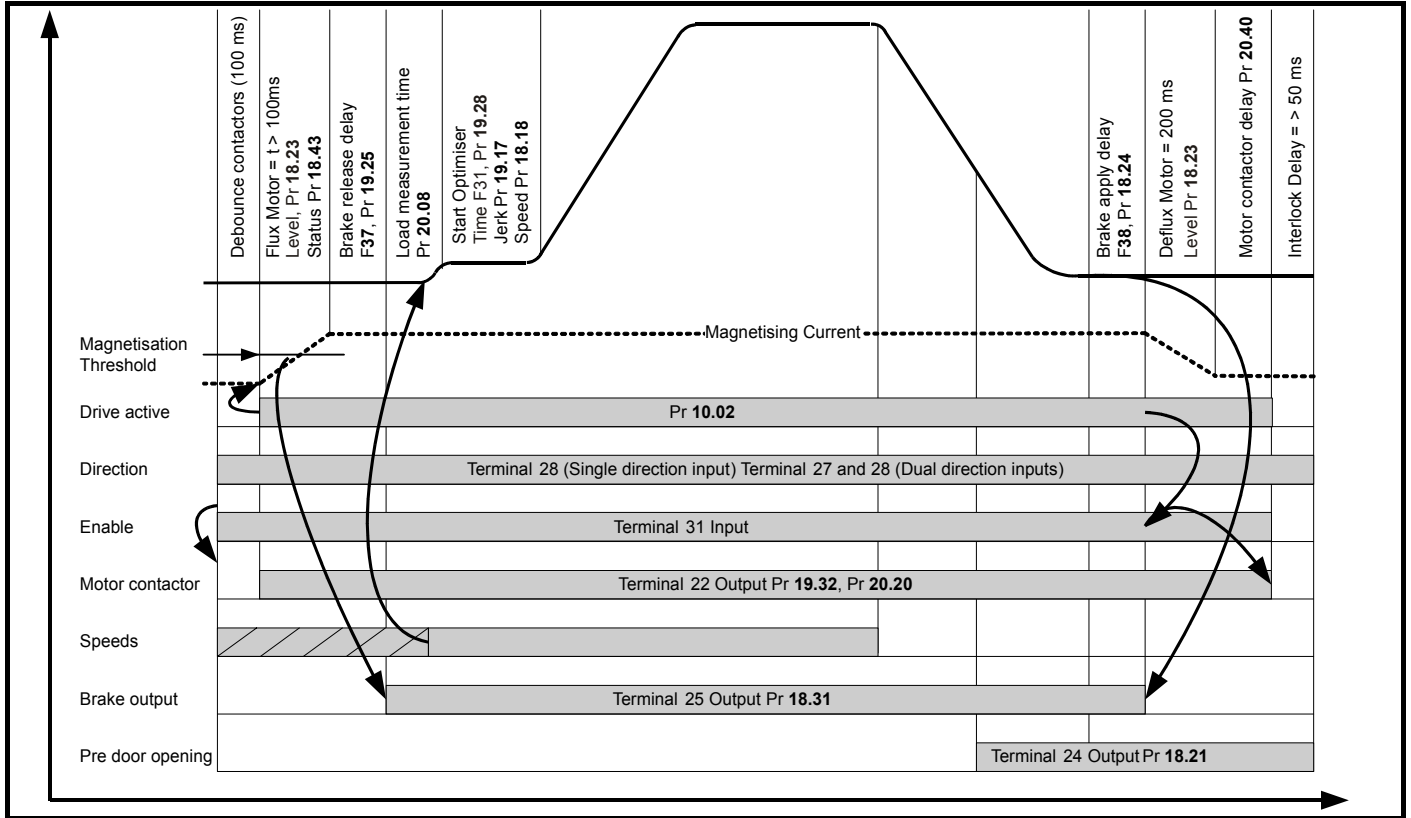 Debounce contactors (100 ms)
Flux Motor = t > 100ms
Level, Pr 18.23
Status Pr 18.43
Brake release delay
F37, Pr 19.25
Load measurement time
Pr 20.08
Start Optimiser
Time F31, Pr 19.28
Jerk Pr 19.17
Speed Pr 18.18
Brake apply delay
F38, Pr 18.24
Deflux Motor = 200 ms
Level Pr 18.23
Motor contactor delay Pr 20.40
Interlock Delay = > 50 ms
Magnetising Current
Magnetisation
Threshold
Drive active
Pr 10.02
Direction
Terminal 28 (Single direction input) Terminal 27 and 28 (Dual direction inputs)
Enable
Terminal 31 Input
Motor contactor
Terminal 22 Output Pr 19.32, Pr 20.20
Speeds
Brake output
Terminal 25 Output Pr 18.31
Pre door opening
Terminal 24 Output Pr 18.21